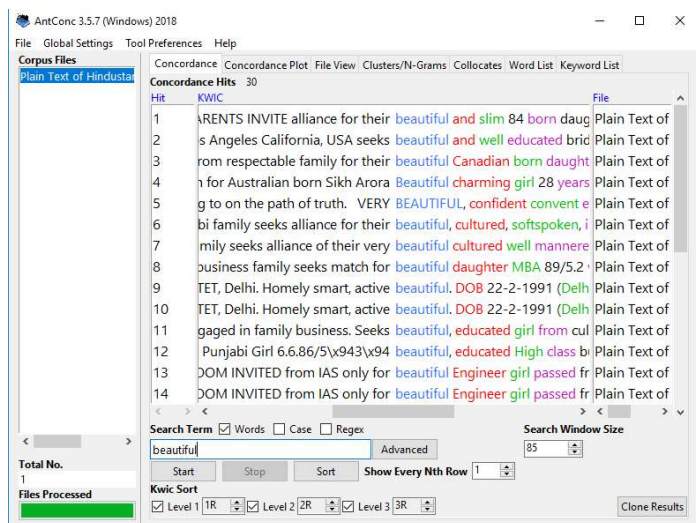 AntConc 3.5.7 (Windows) 2018
File Global Settings Tool Preferences Help
Corpus Files
Plain Text of Hindustan
Concordance Concordance Plot File View Clusters/N-Grams Collocates Word List Keyword List
Concordance Hits 30
Hit KWIC File
1 ARENTS INVITE alliance for their beautiful and slim 84 born daug Plain Text of
2 s Angeles California, USA seeks beautiful and well educated brid Plain Text of
3 rom respectable family for their beautiful Canadian born daught Plain Text of
4 n for Australian born Sikh Arora Beautiful charming girl 28 years Plain Text of
5 g to on the path of truth. VERY BEAUTIFUL, confident convent e Plain Text of
6 bi family seeks alliance for their beautiful, cultured, softspoken, i Plain Text of
7 mily seeks alliance of their very beautiful cultured well mannere Plain Text of
8 business family seeks match for beautiful daughter MBA 89/5.2 Plain Text of
9 TET, Delhi. Homely smart, active beautiful. DOB 22-2-1991 (Delh Plain Text of
10 TET, Delhi. Homely smart, active beautiful. DOB 22-2-1991 (Delh Plain Text of
11 gaged in family business. Seeks beautiful, educated girl from cul Plain Text of
12 Punjabi Girl 6.6.86/5\x943\x94 beautiful, educated High class b Plain Text of
13 DOM INVITED from IAS only for beautiful Engineer girl passed fr Plain Text of
14 DOM INVITED from IAS only for beautiful Engineer girl passed fr Plain Text of
Search Term Words Case Regex Search Window Size
beautiful Advanced 85
Start Stop Sort Show Every Nth Row 1
Total No.
1
Files Processed
Kwic Sort
Level 1 1R Level 2 2R Level 3 3R Clone Results